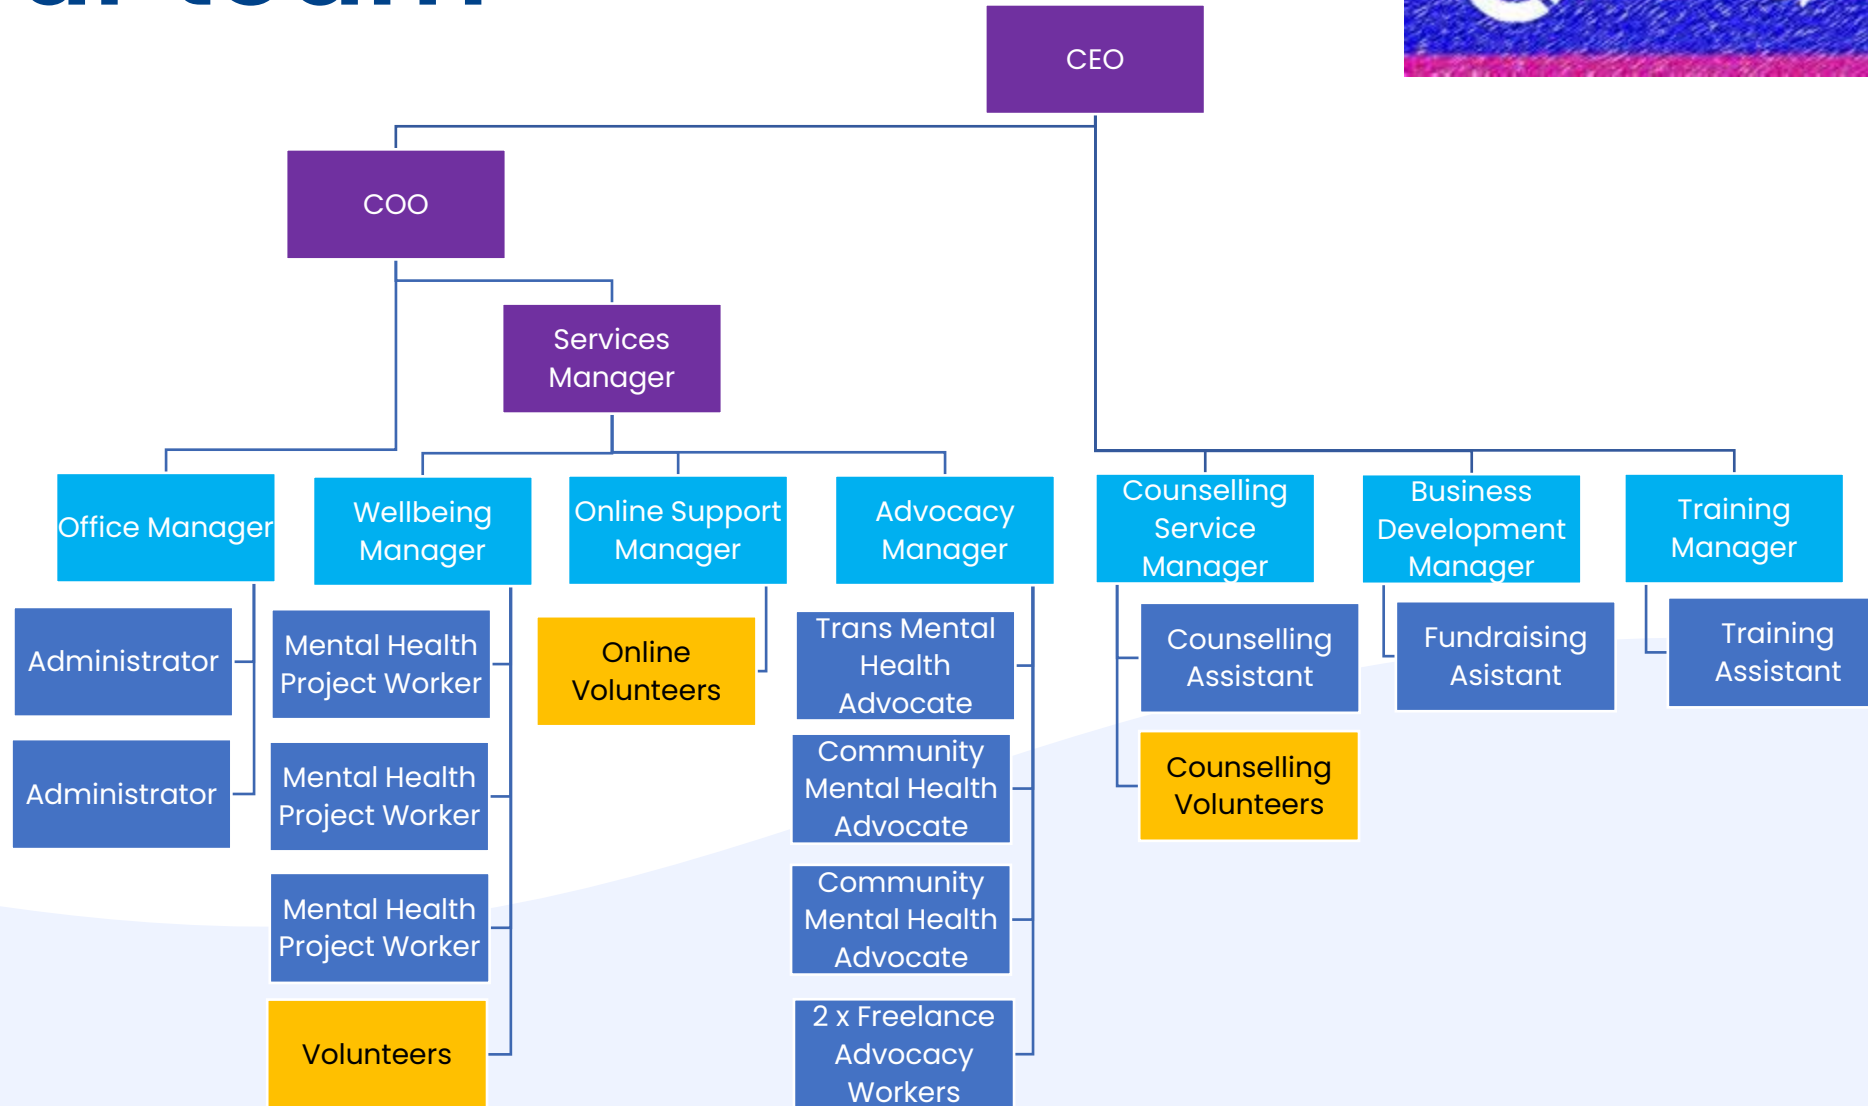 team
CEO
COO
Services
Manager
Office Manager
Wellbeing
Manager
Online Support
Manager
Advocacy
Manager
Counselling
Service
Manager
Business
Development
Manager
Training
Manager
Administrator
Administrator
Mental Health
Project Worker
Mental Health
Project Worker
Mental Health
Project Worker
Volunteers
Online
Volunteers
Trans Mental
Health
Advocate
Community
Mental Health
Advocate
Community
Mental Health
Advocate
2 x Freelance
Advocacy
Workers
Counselling
Assistant
Counselling
Volunteers
Fundraising
Asistant
Training
Assistant